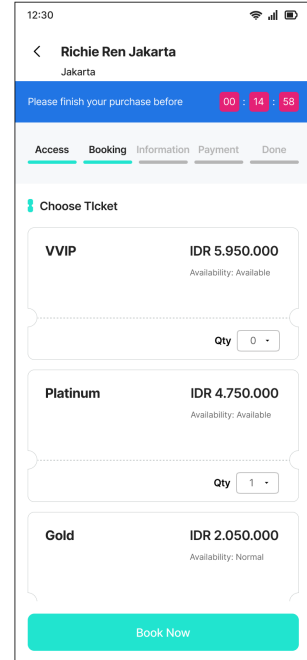 12:30
Richie Ren Jakarta
Jakarta
Please finish your purchase before 00 : 14 : 58
Access Booking Information Payment Done
Choose TIcket
VVIP IDR 5.950.000
Availability: Available
Qty 0
Platinum IDR 4.750.000
Availability: Available
Qty 1
Gold IDR 2.050.000
Availability: Normal
Book Now